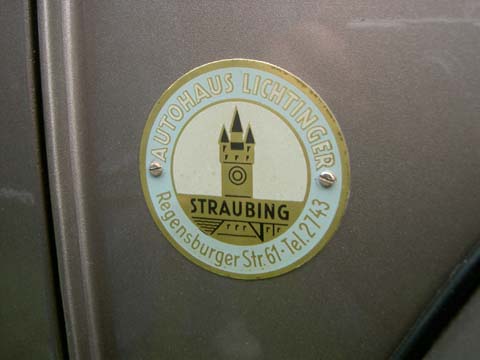 AUTOHAUS LICHTINGER
STRAUBING
Regensburger Str. 61 · Tel. 2743